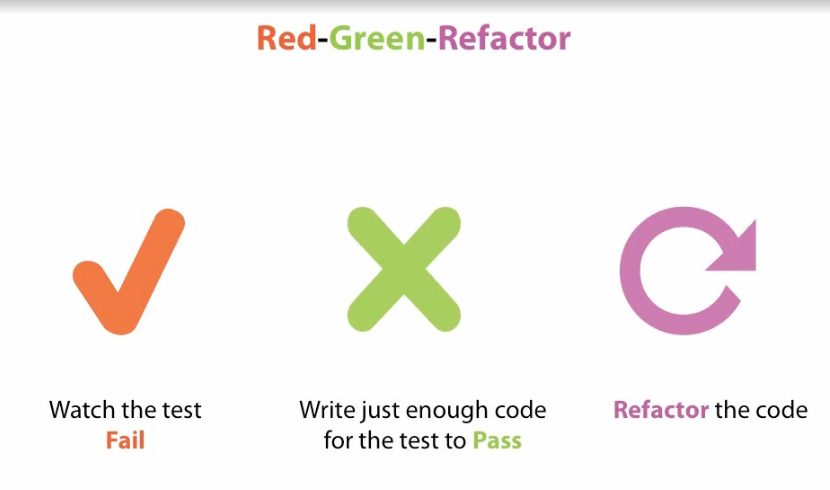 Red-Green-Refactor
Watch the test
Fail
Write just enough code
for the test to Pass
Refactor the code